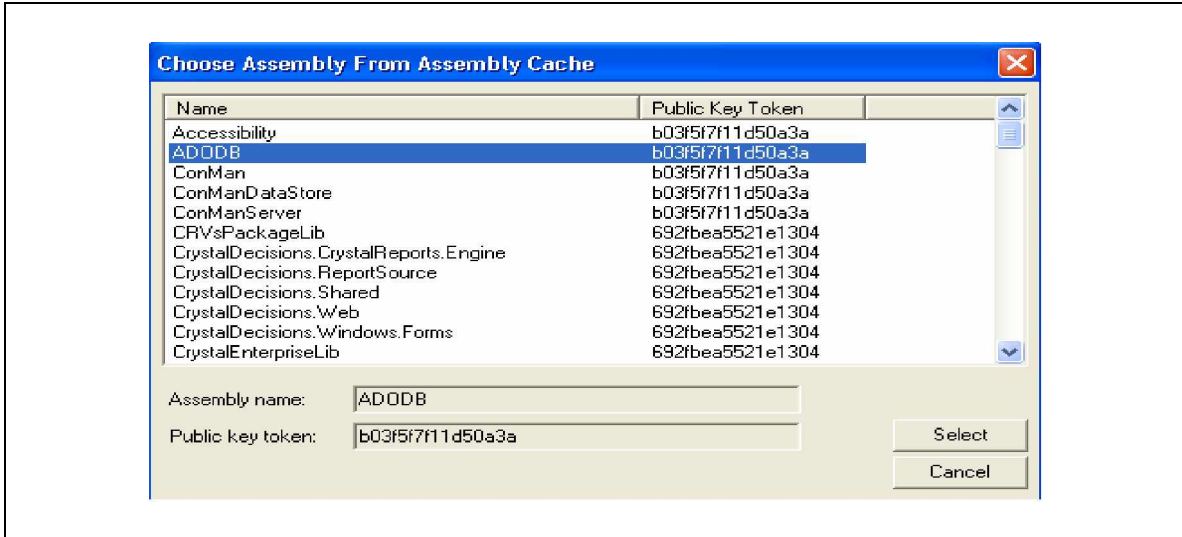 Choose Assembly From Assembly Cache
Name Public Key Token
Accessibility b03f5f7f11d50a3a
ADODB b03f5f7f11d50a3a
ConMan b03f5f7f11d50a3a
ConManDataStore b03f5f7f11d50a3a
ConManServer b03f5f7f11d50a3a
CRVsPackageLib 692fbea5521e1304
CrystalDecisions.CrystalReports.Engine 692fbea5521e1304
CrystalDecisions.ReportSource 692fbea5521e1304
CrystalDecisions.Shared 692fbea5521e1304
CrystalDecisions.Web 692fbea5521e1304
CrystalDecisions.Windows.Forms 692fbea5521e1304
CrystalEnterpriseLib 692fbea5521e1304
Assembly name: ADODB
Public key token: b03f5f7f11d50a3a
Select
Cancel